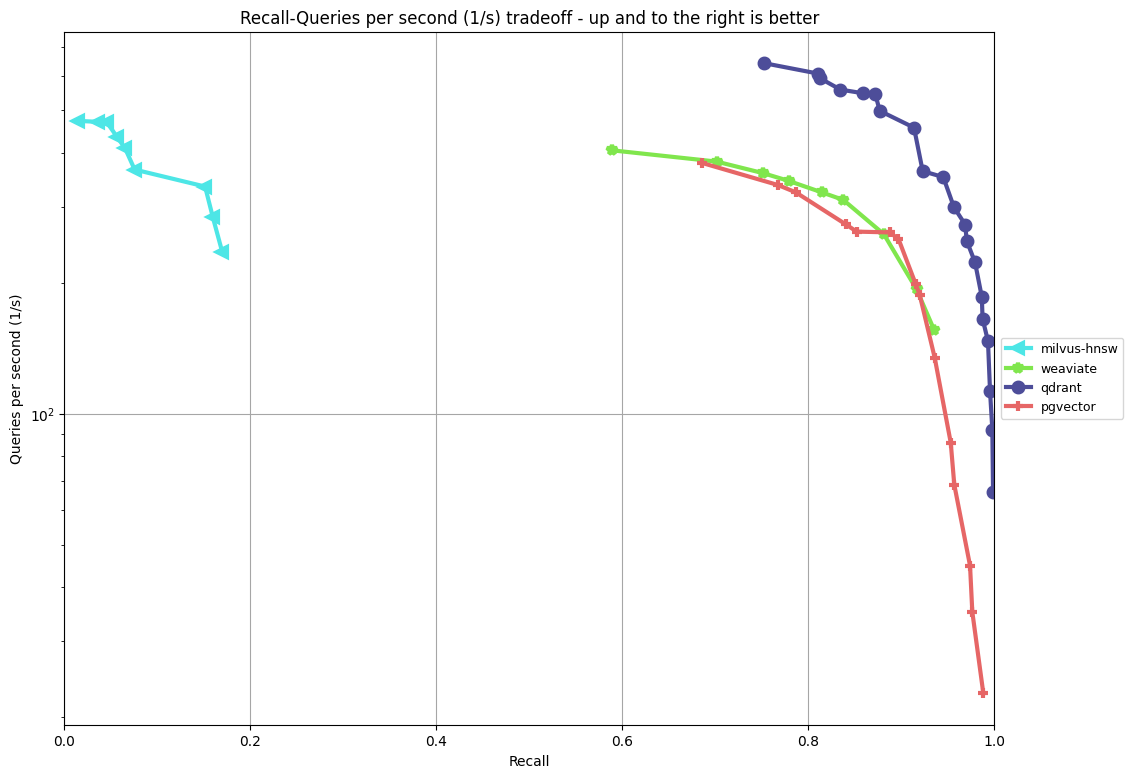 Recall-Queries per second (1/s) tradeoff - up and to the right is better
Queries per second (1/s)
10²
0.0 0.2 0.4 0.6 0.8 1.0
Recall
milvus-hnsw
weaviate
qdrant
pgvector